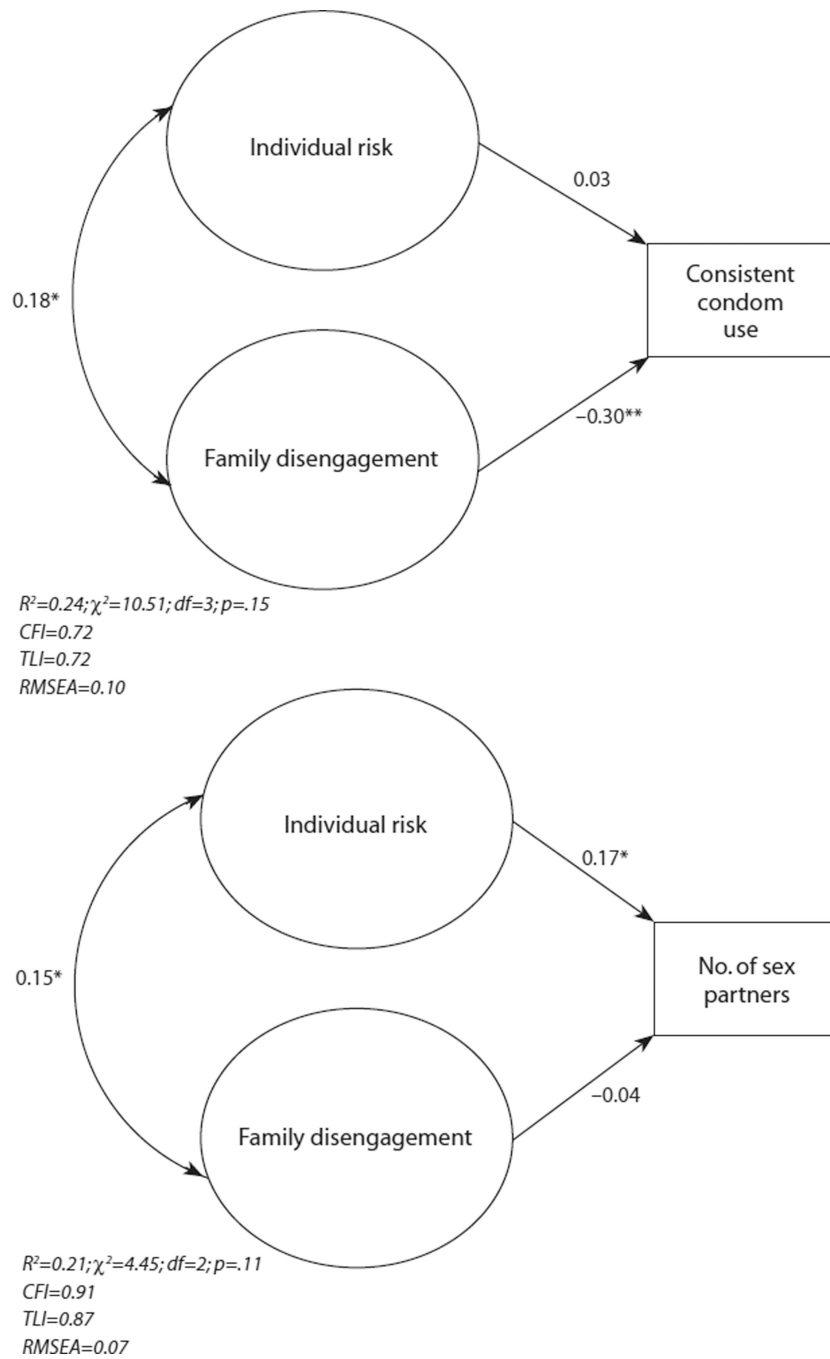 Individual risk
0.03
Consistent
condom
use
0.18*
–0.30**
Family disengagement
R²=0.24; χ²=10.51; df=3; p=.15
CFI=0.72
TLI=0.72
RMSEA=0.10
Individual risk
0.17*
No. of sex
partners
0.15*
–0.04
Family disengagement
R²=0.21; χ²=4.45; df=2; p=.11
CFI=0.91
TLI=0.87
RMSEA=0.07